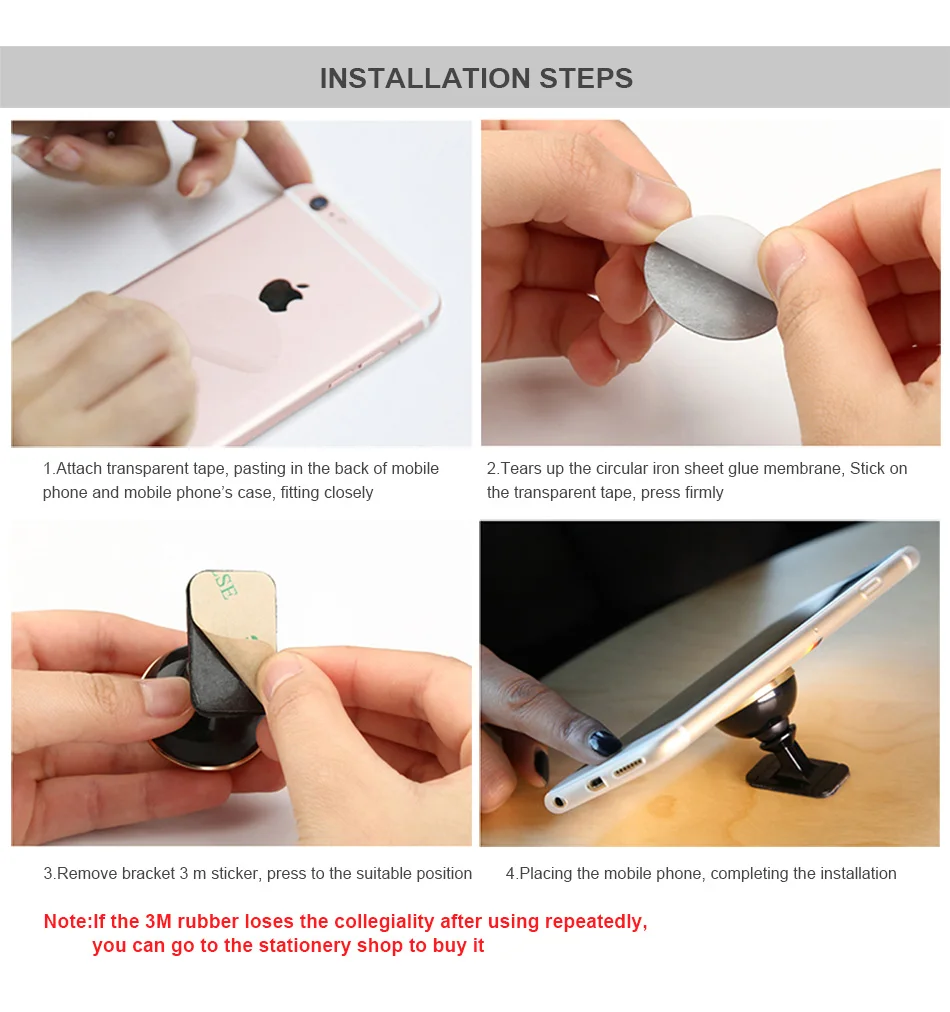 INSTALLATION STEPS
1.Attach transparent tape, pasting in the back of mobile
phone and mobile phone’s case, fitting closely
2.Tears up the circular iron sheet glue membrane, Stick on
the transparent tape, press firmly
SE
3.Remove bracket 3 m sticker, press to the suitable position
4.Placing the mobile phone, completing the installation
Note:If the 3M rubber loses the collegiality after using repeatedly,
you can go to the stationery shop to buy it